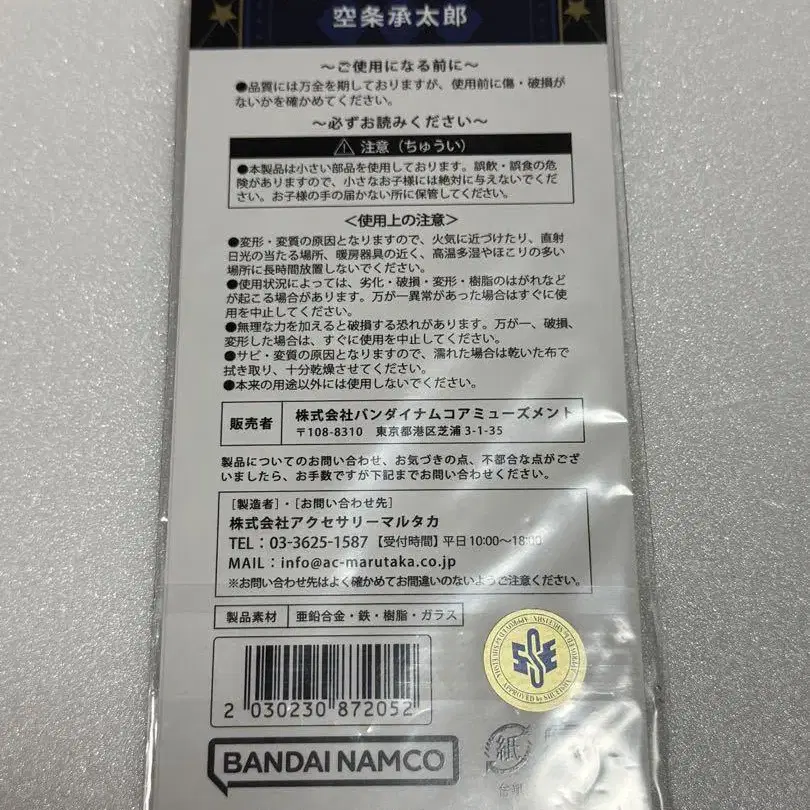 空条承太郎
～ご使用になる前に～
●品質には万全を期しておりますが、使用前に傷・破損が
ないかを確かめてください。
～必ずお読みください～
注意（ちゅうい）
●本製品は小さい部品を使用しております。誤飲・誤食の危
険がありますので、小さなお子様には絶対に与えないでくだ
さい。お子様の手の届かない所に保管してください。
＜使用上の注意＞
●変形・変質の原因となりますので、火気に近づけたり、直射
日光の当たる場所、暖房器具の近く、高温多湿やほこりの多い
場所に長時間放置しないでください。
●使用状況によっては、劣化・破損・変形・樹脂のはがれなど
が起こる場合があります。万が一異常があった場合はすぐに使
用を中止してください。
●無理な力を加えると破損する恐れがあります。万が一、破損、
変形した場合は、すぐに使用を中止してください。
●サビ・変質の原因となりますので、濡れた場合は乾いた布で
拭き取り、十分乾燥させてください。
●本来の用途以外には使用しないでください。
販売者 株式会社バンダイナムコアミューズメント
〒108-8310 東京都港区芝浦3-1-35
製品についてのお問い合わせ、お気づきの点、不都合な点がござ
いましたら、お手数ですが下記までお問い合わせください。
［製造者］・［お問い合わせ先］
株式会社アクセサリーマルタカ
TEL：03-3625-1587【受付時間】平日10:00～18:00
MAIL：info@ac-marutaka.co.jp
※お問い合わせ先はよく確かめてお間違いのないようご注意ください。
製品素材 亜鉛合金・鉄・樹脂・ガラス
APPROVED by SHUEISHA
2 030230 872052
BANDAI NAMCO
紙